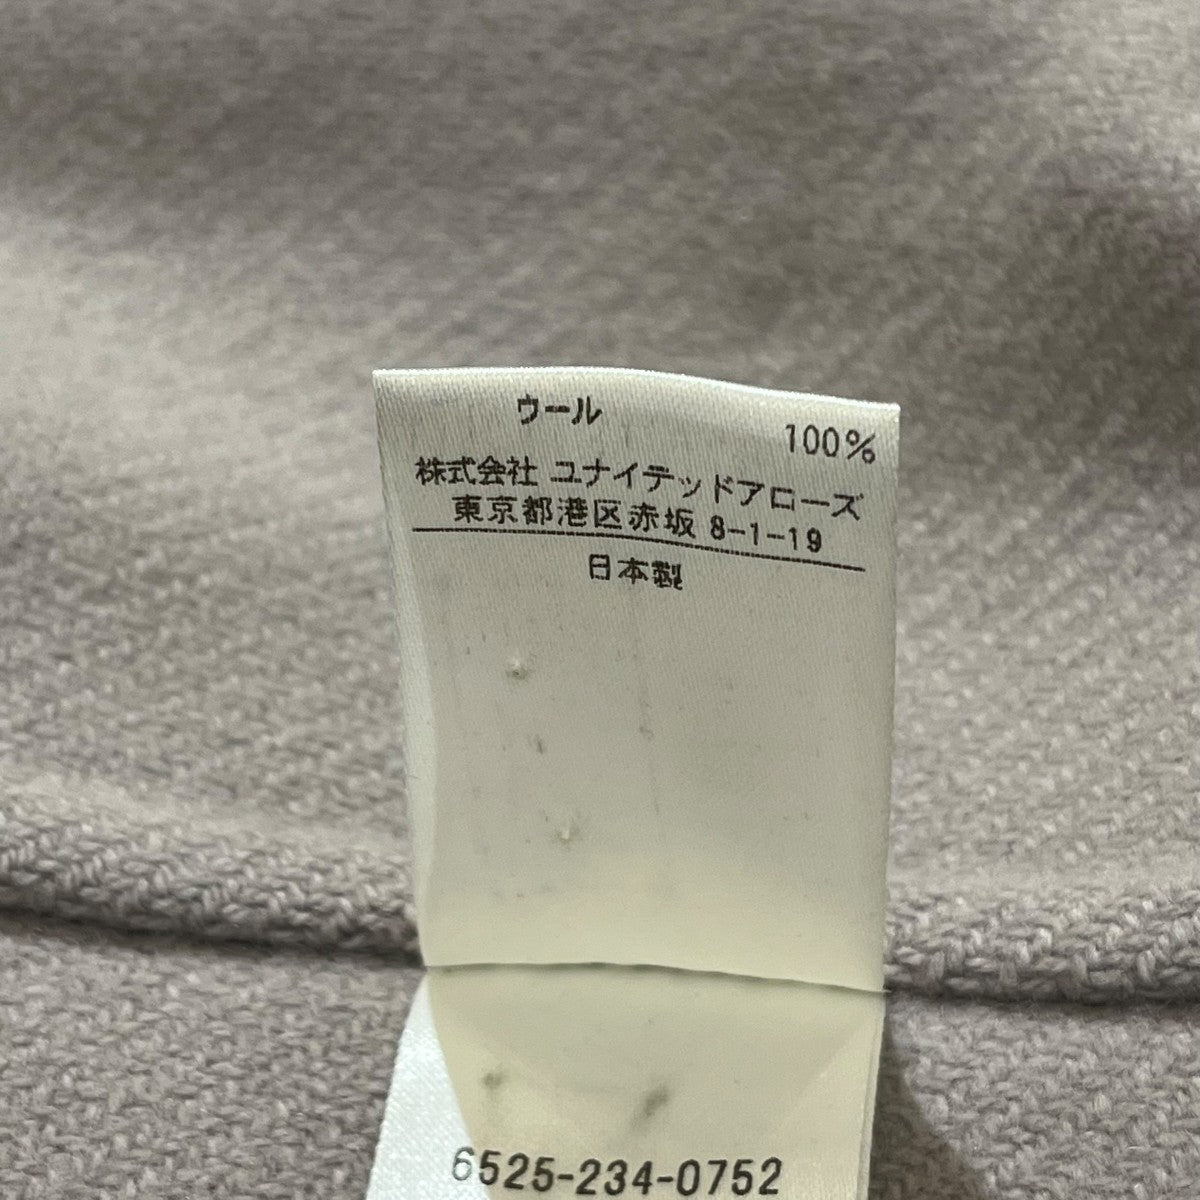 ウール 100%
株式会社 ユナイテッドアローズ
東京都港区赤坂 8-1-19
日本製
6525-234-0752